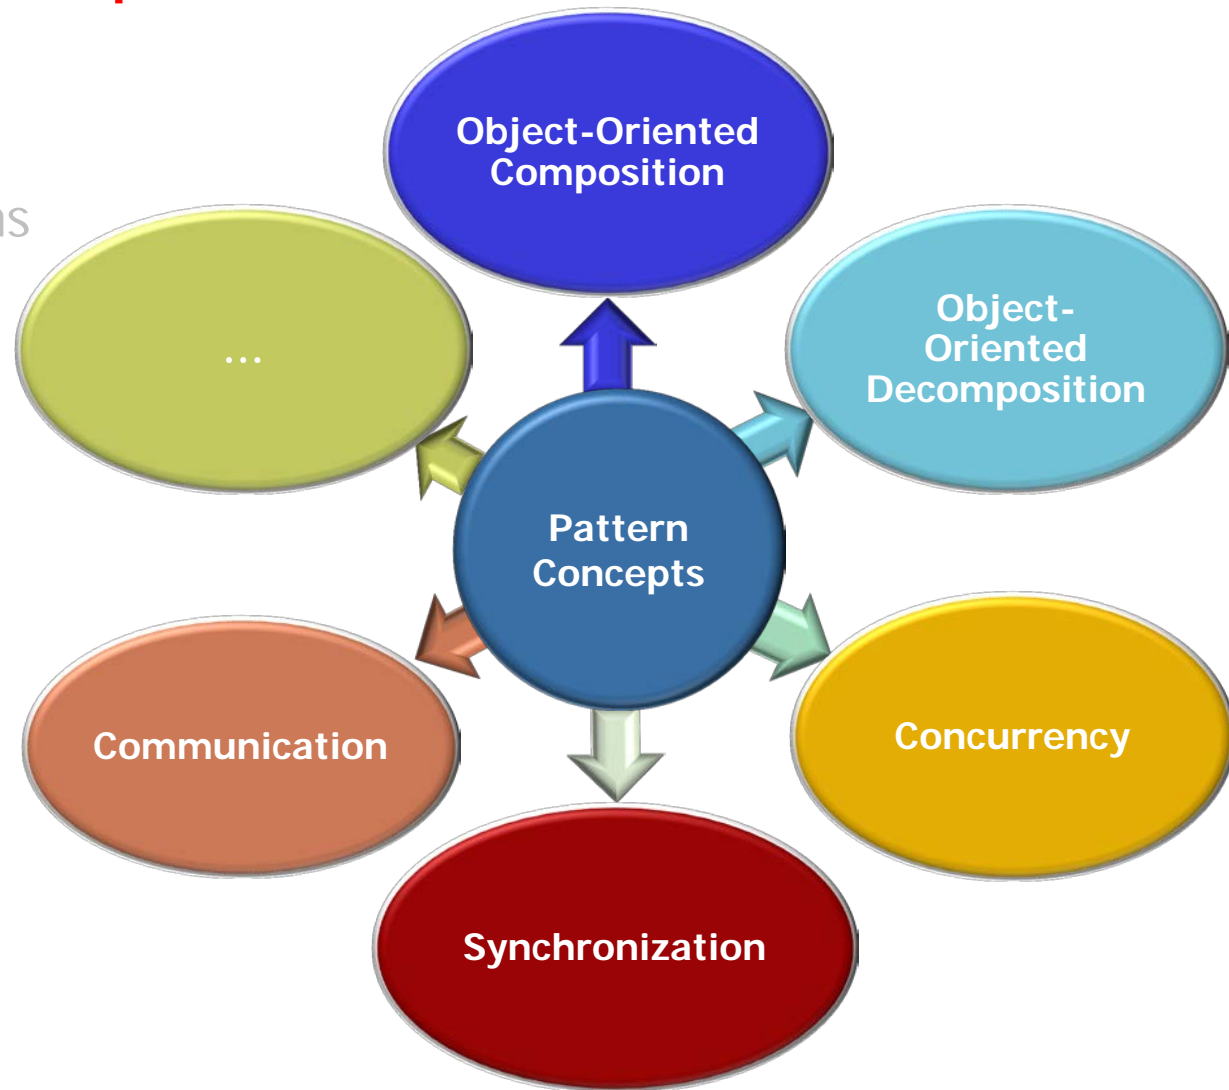 Object-Oriented
Composition
...
Object-
Oriented
Decomposition
Pattern
Concepts
Communication
Concurrency
Synchronization